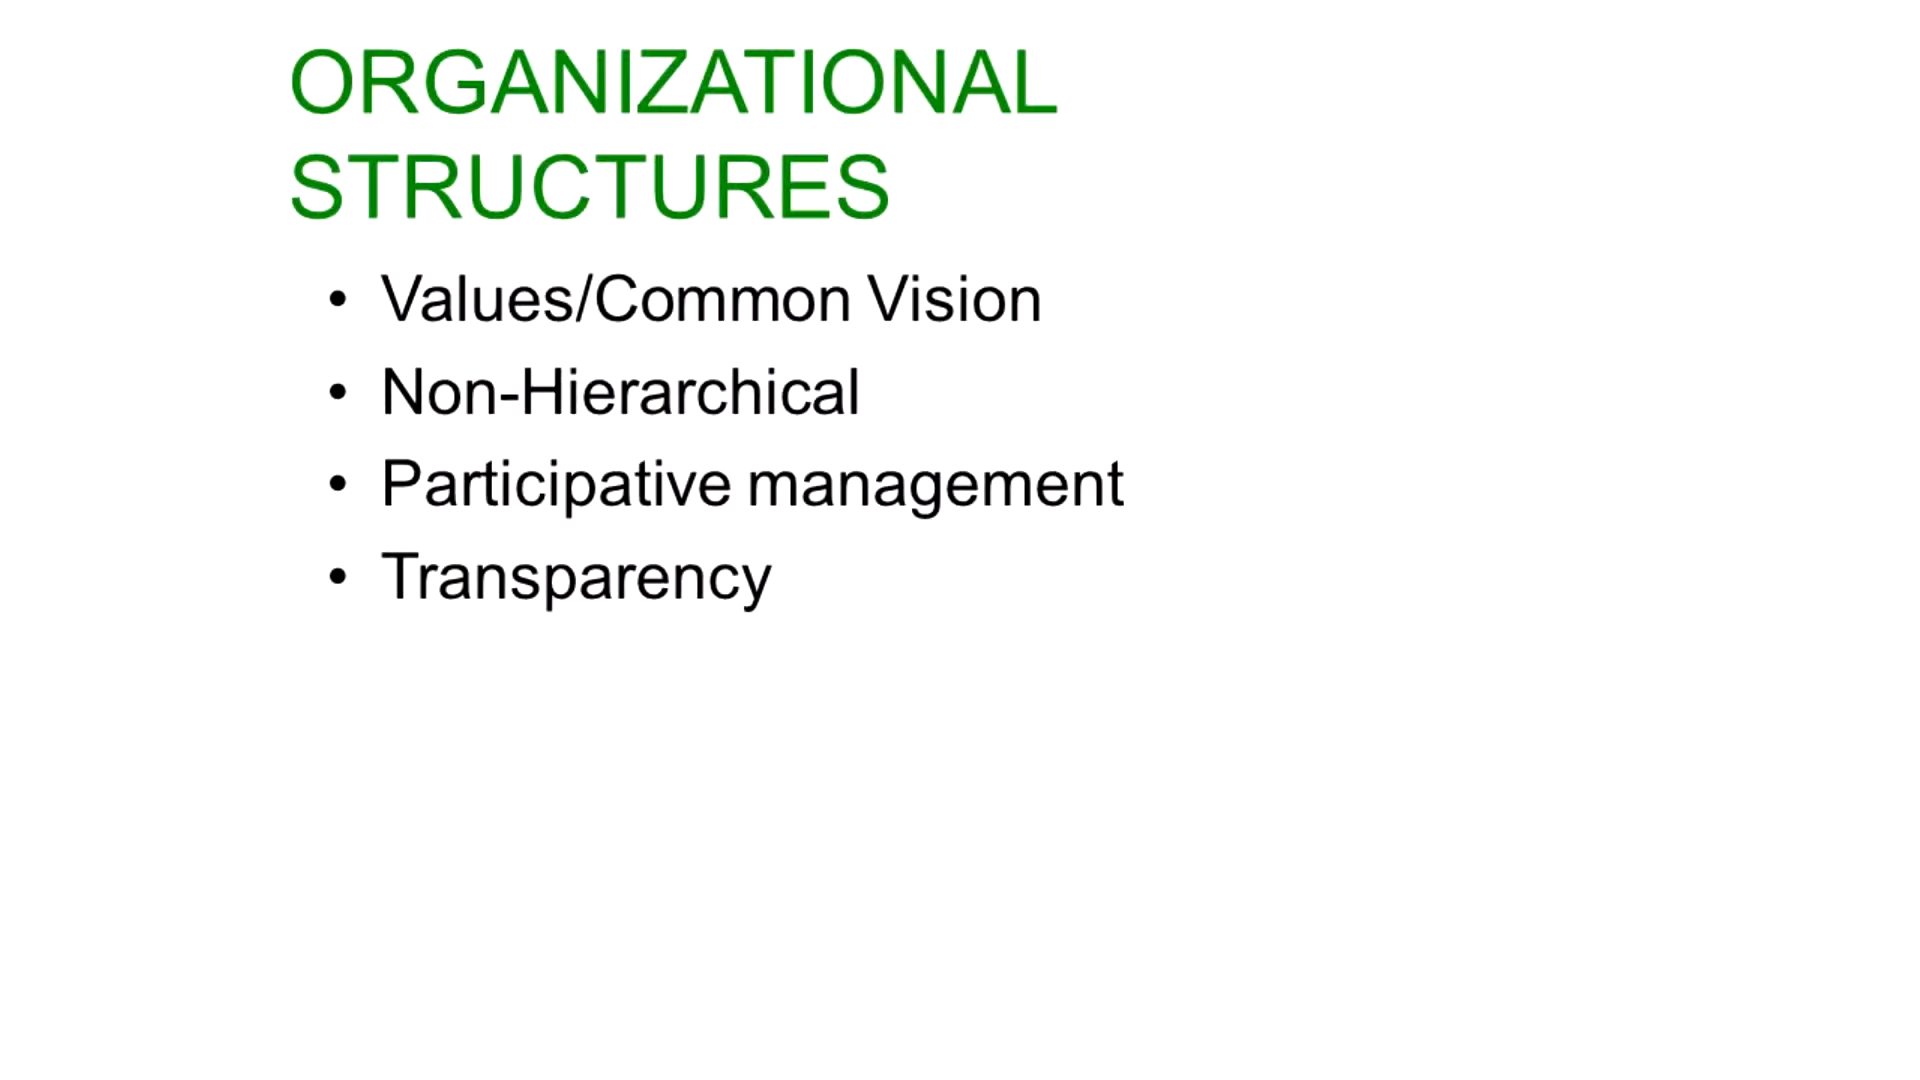 ORGANIZATIONAL
STRUCTURES
• Values/Common Vision
• Non-Hierarchical
• Participative management
• Transparency